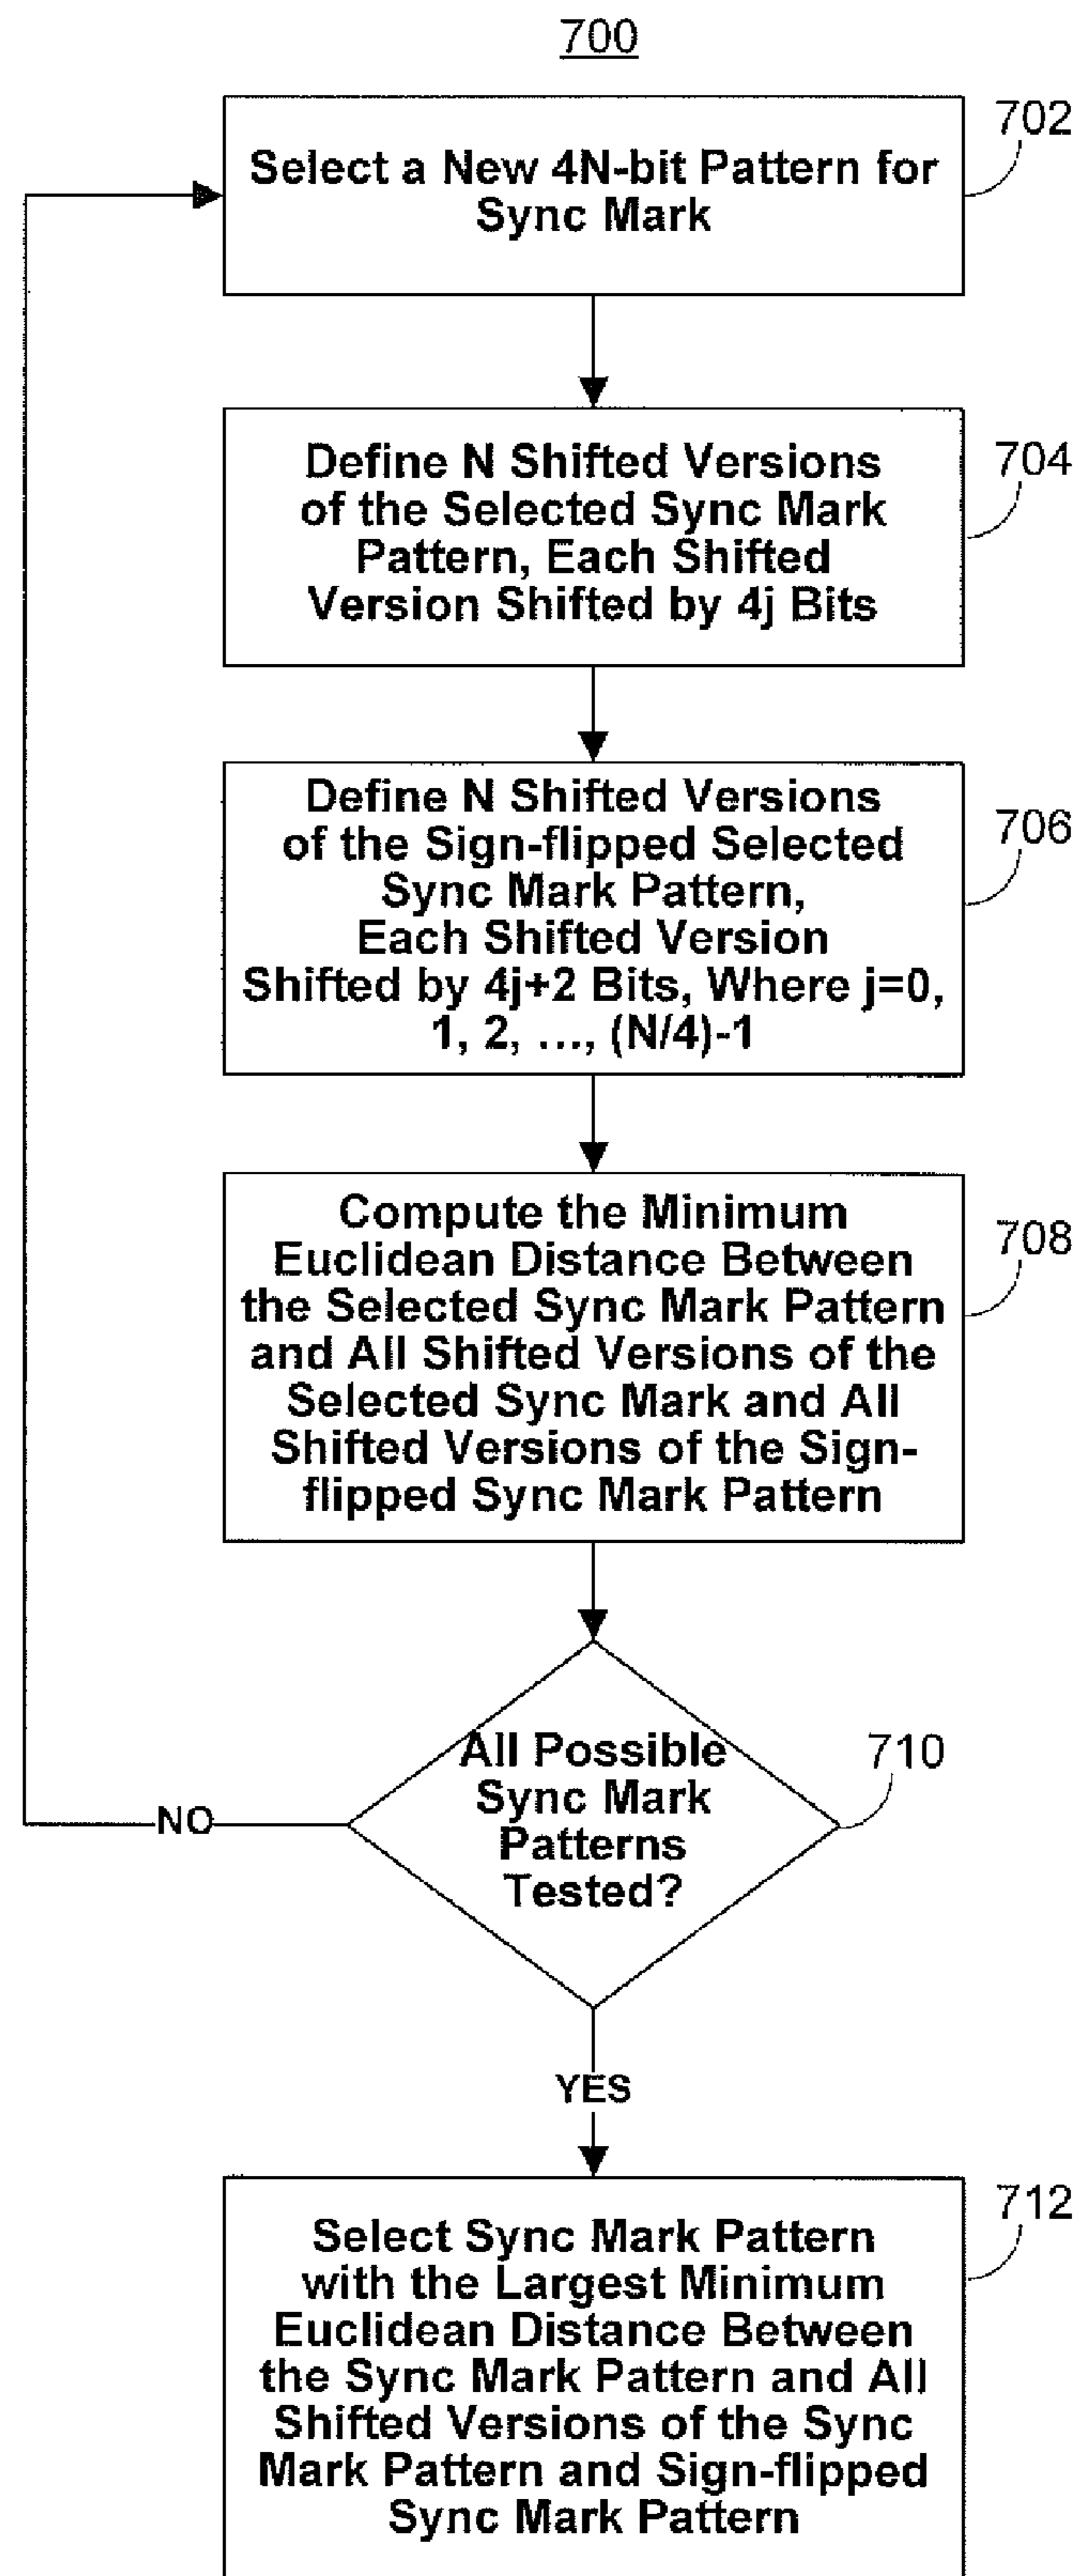 700
702
Select a New 4N-bit Pattern for
Sync Mark
704
Define N Shifted Versions
of the Selected Sync Mark
Pattern, Each Shifted
Version Shifted by 4j Bits
706
Define N Shifted Versions
of the Sign-flipped Selected
Sync Mark Pattern,
Each Shifted Version
Shifted by 4j+2 Bits, Where j=0,
1, 2, ..., (N/4)-1
708
Compute the Minimum
Euclidean Distance Between
the Selected Sync Mark Pattern
and All Shifted Versions of the
Selected Sync Mark and All
Shifted Versions of the Sign-
flipped Sync Mark Pattern
710
All Possible
Sync Mark
Patterns
Tested?
NO
YES
712
Select Sync Mark Pattern
with the Largest Minimum
Euclidean Distance Between
the Sync Mark Pattern and All
Shifted Versions of the Sync
Mark Pattern and Sign-flipped
Sync Mark Pattern